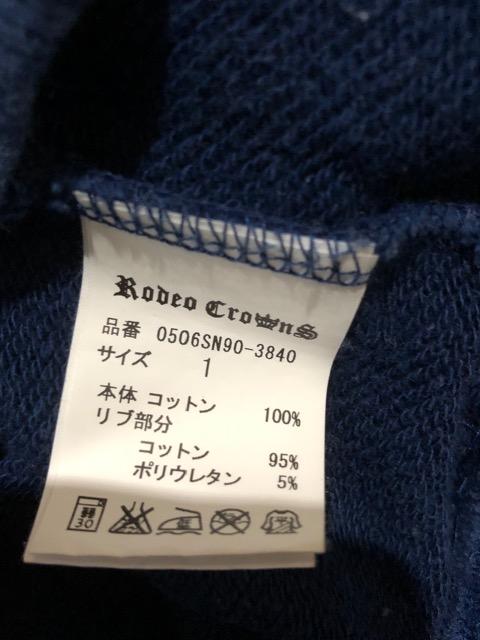 Rodeo Crowns
品番 0506SN90-3840
サイズ 1
本体 コットン 100%
リブ部分
コットン 95%
ポリウレタン 5%
30